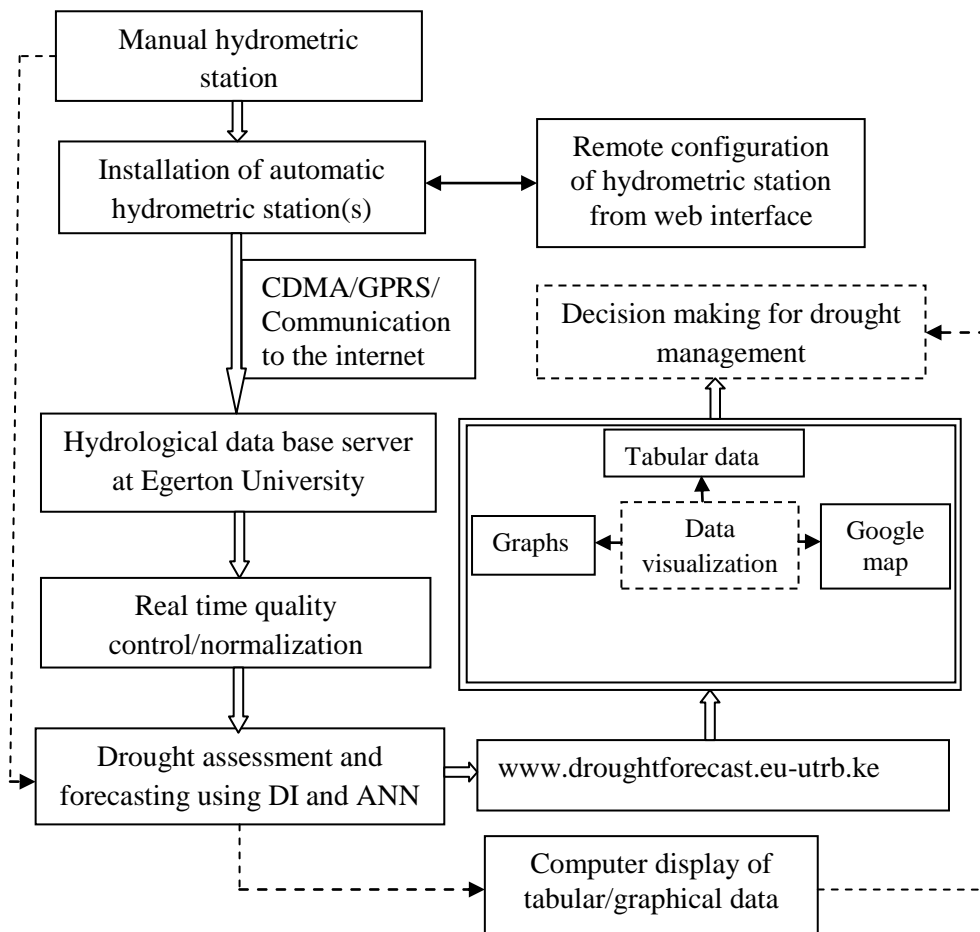 Manual hydrometric
station
Installation of automatic
hydrometric station(s)
Remote configuration
of hydrometric station
from web interface
CDMA/GPRS/
Communication
to the internet
Decision making for drought
management
Hydrological data base server
at Egerton University
Tabular data
Graphs
Data
visualization
Google
map
Real time quality
control/normalization
Drought assessment and
forecasting using DI and ANN
www.droughtforecast.eu-utrb.ke
Computer display of
tabular/graphical data